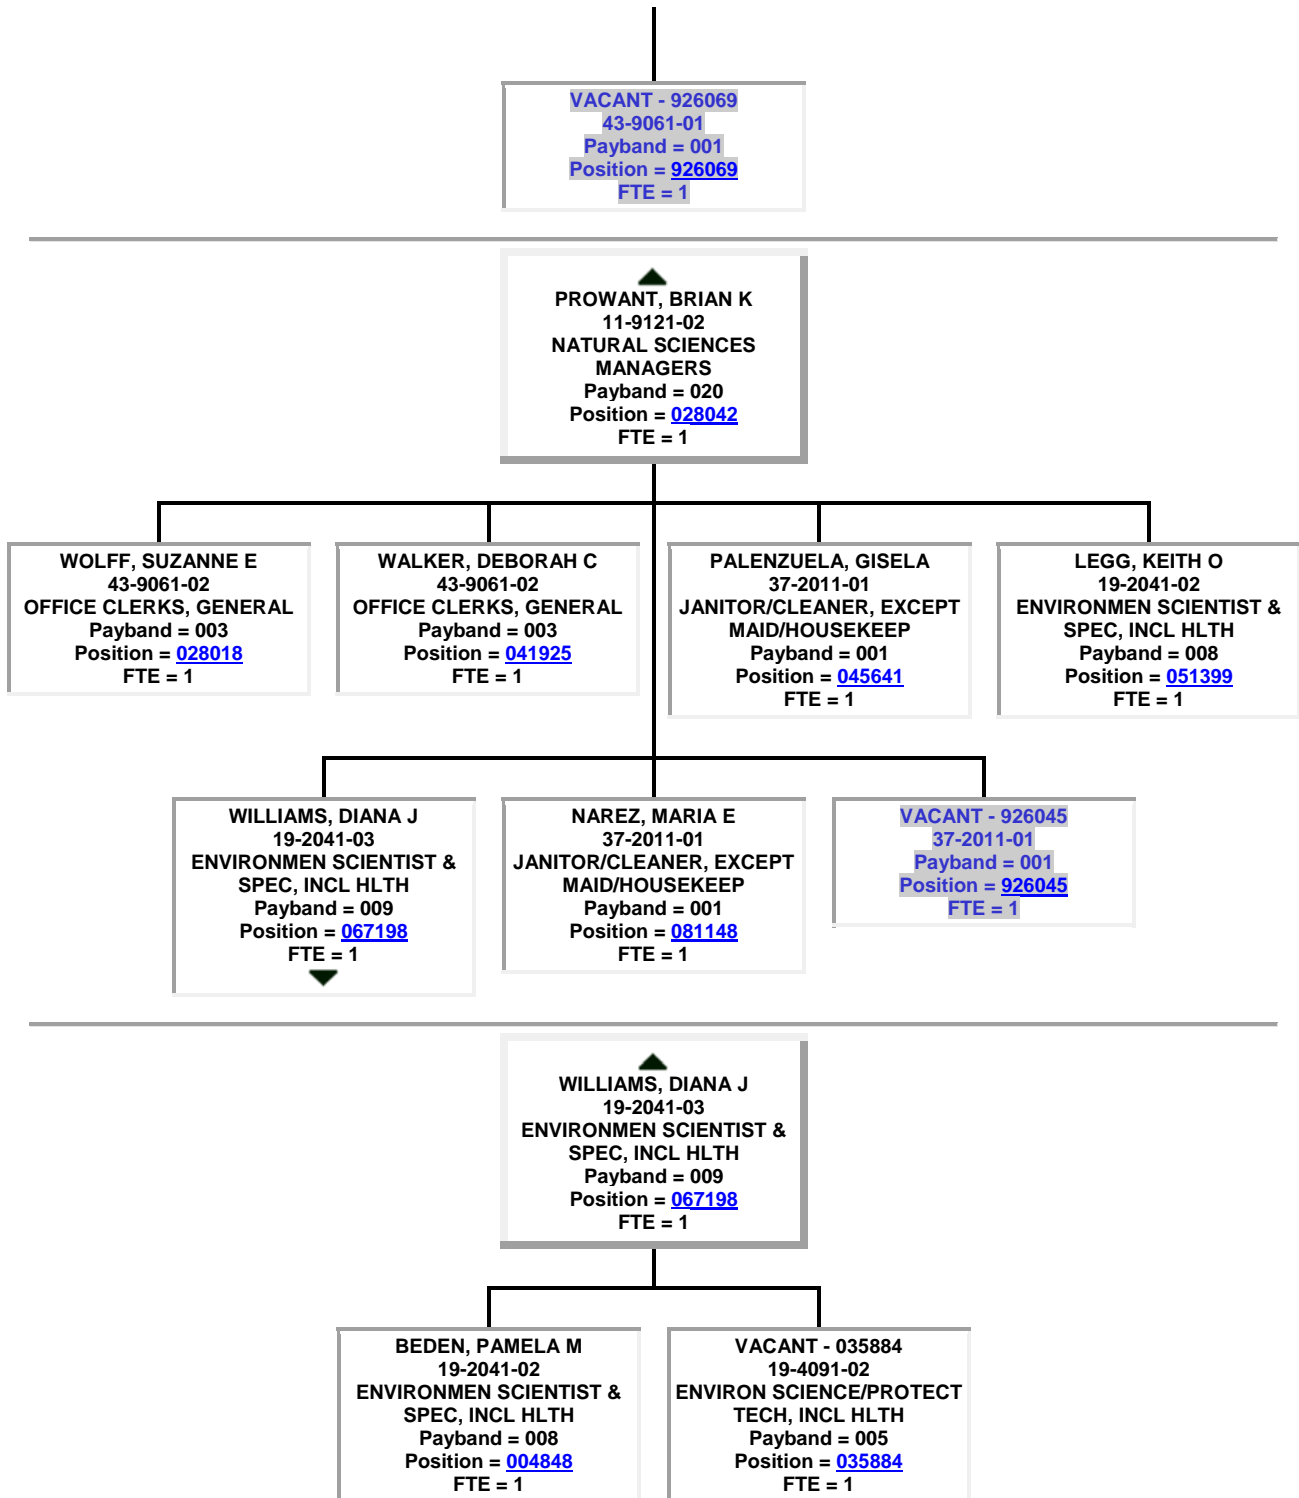 VACANT - 926069
43-9061-01
Payband = 001
Position = 926069
FTE = 1
PROWANT, BRIAN K
11-9121-02
NATURAL SCIENCES
MANAGERS
Payband = 020
Position = 028042
FTE = 1
WOLFF, SUZANNE E
43-9061-02
OFFICE CLERKS, GENERAL
Payband = 003
Position = 028018
FTE = 1
WALKER, DEBORAH C
43-9061-02
OFFICE CLERKS, GENERAL
Payband = 003
Position = 041925
FTE = 1
PALENZUELA, GISELA
37-2011-01
JANITOR/CLEANER, EXCEPT
MAID/HOUSEKEEP
Payband = 001
Position = 045641
FTE = 1
LEGG, KEITH O
19-2041-02
ENVIRONMEN SCIENTIST &
SPEC, INCL HLTH
Payband = 008
Position = 051399
FTE = 1
WILLIAMS, DIANA J
19-2041-03
ENVIRONMEN SCIENTIST &
SPEC, INCL HLTH
Payband = 009
Position = 067198
FTE = 1
NAREZ, MARIA E
37-2011-01
JANITOR/CLEANER, EXCEPT
MAID/HOUSEKEEP
Payband = 001
Position = 081148
FTE = 1
VACANT - 926045
37-2011-01
Payband = 001
Position = 926045
FTE = 1
WILLIAMS, DIANA J
19-2041-03
ENVIRONMEN SCIENTIST &
SPEC, INCL HLTH
Payband = 009
Position = 067198
FTE = 1
BEDEN, PAMELA M
19-2041-02
ENVIRONMEN SCIENTIST &
SPEC, INCL HLTH
Payband = 008
Position = 004848
FTE = 1
VACANT - 035884
19-4091-02
ENVIRON SCIENCE/PROTECT
TECH, INCL HLTH
Payband = 005
Position = 035884
FTE = 1